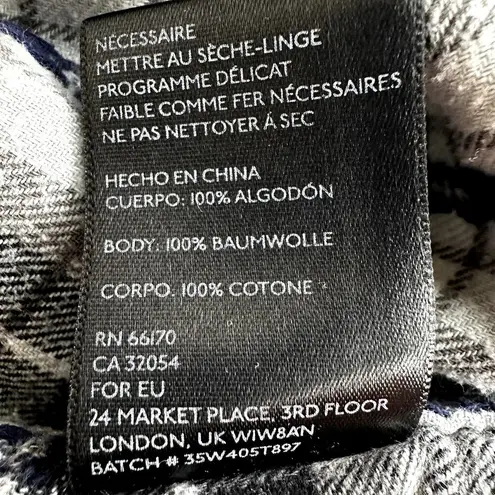 NÉCESSAIRE
METTRE AU SÈCHE-LINGE
PROGRAMME DÉLICAT
FAIBLE COMME FER NÉCESSAIRES
NE PAS NETTOYER À SEC
HECHO EN CHINA
CUERPO: 100% ALGODÓN
BODY: 100% BAUMWOLLE
CORPO: 100% COTONE
RN 66170
CA 32054
FOR EU
24 MARKET PLACE, 3RD FLOOR
LONDON, UK W1W8AN
BATCH # 35W405T897